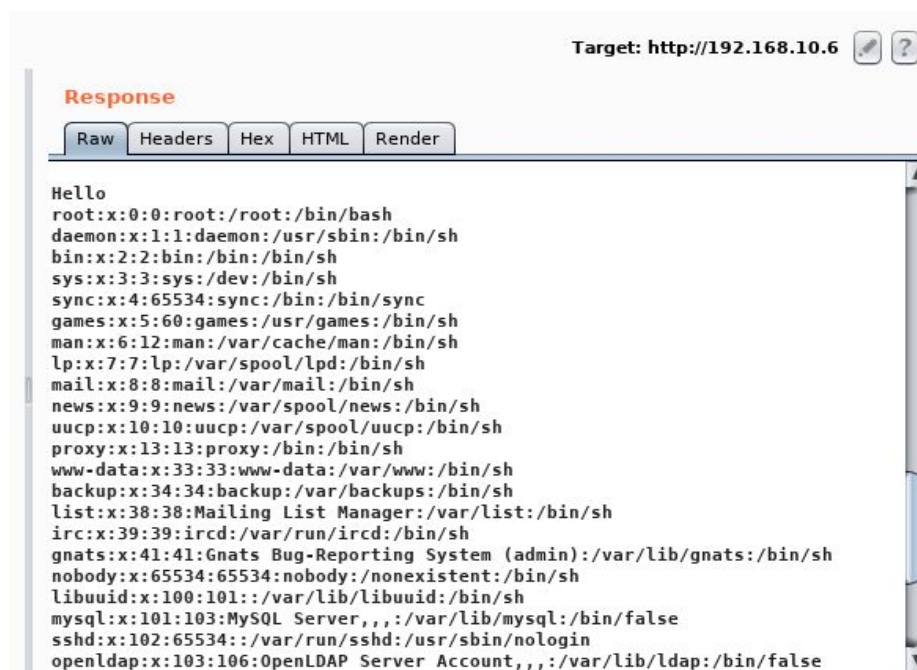 Target: http://192.168.10.6
Response
Raw Headers Hex HTML Render
Hello
root:x:0:0:root:/root:/bin/bash
daemon:x:1:1:daemon:/usr/sbin:/bin/sh
bin:x:2:2:bin:/bin:/bin/sh
sys:x:3:3:sys:/dev:/bin/sh
sync:x:4:65534:sync:/bin:/bin/sync
games:x:5:60:games:/usr/games:/bin/sh
man:x:6:12:man:/var/cache/man:/bin/sh
lp:x:7:7:lp:/var/spool/lpd:/bin/sh
mail:x:8:8:mail:/var/mail:/bin/sh
news:x:9:9:news:/var/spool/news:/bin/sh
uucp:x:10:10:uucp:/var/spool/uucp:/bin/sh
proxy:x:13:13:proxy:/bin:/bin/sh
www-data:x:33:33:www-data:/var/www:/bin/sh
backup:x:34:34:backup:/var/backups:/bin/sh
list:x:38:38:Mailing List Manager:/var/list:/bin/sh
irc:x:39:39:ircd:/var/run/ircd:/bin/sh
gnats:x:41:41:Gnats Bug-Reporting System (admin):/var/lib/gnats:/bin/sh
nobody:x:65534:65534:nobody:/nonexistent:/bin/sh
libuuid:x:100:101::/var/lib/libuuid:/bin/sh
mysql:x:101:103:MySQL Server,,,:/var/lib/mysql:/bin/false
sshd:x:102:65534::/var/run/sshd:/usr/sbin/nologin
openldap:x:103:106:OpenLDAP Server Account,,,:/var/lib/ldap:/bin/false